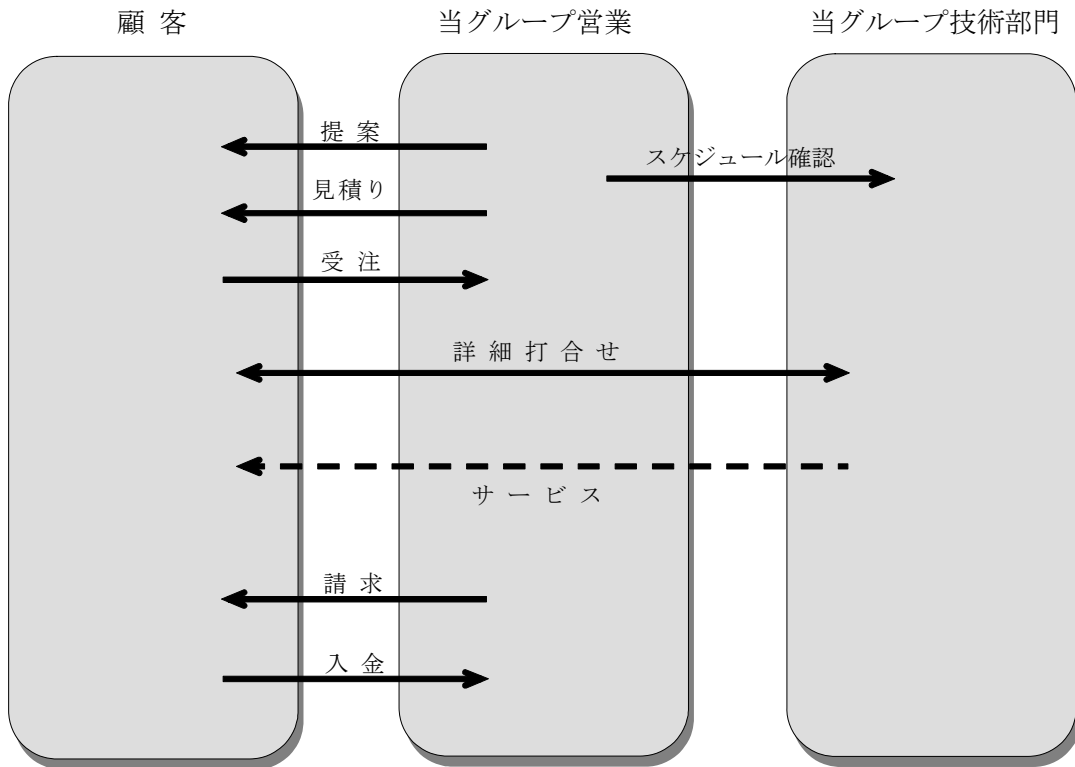 顧 客
当グループ営業
当グループ技術部門
提 案
スケジュール確認
見積り
受 注
詳 細 打 合 せ
サ ー ビ ス
請 求
入 金